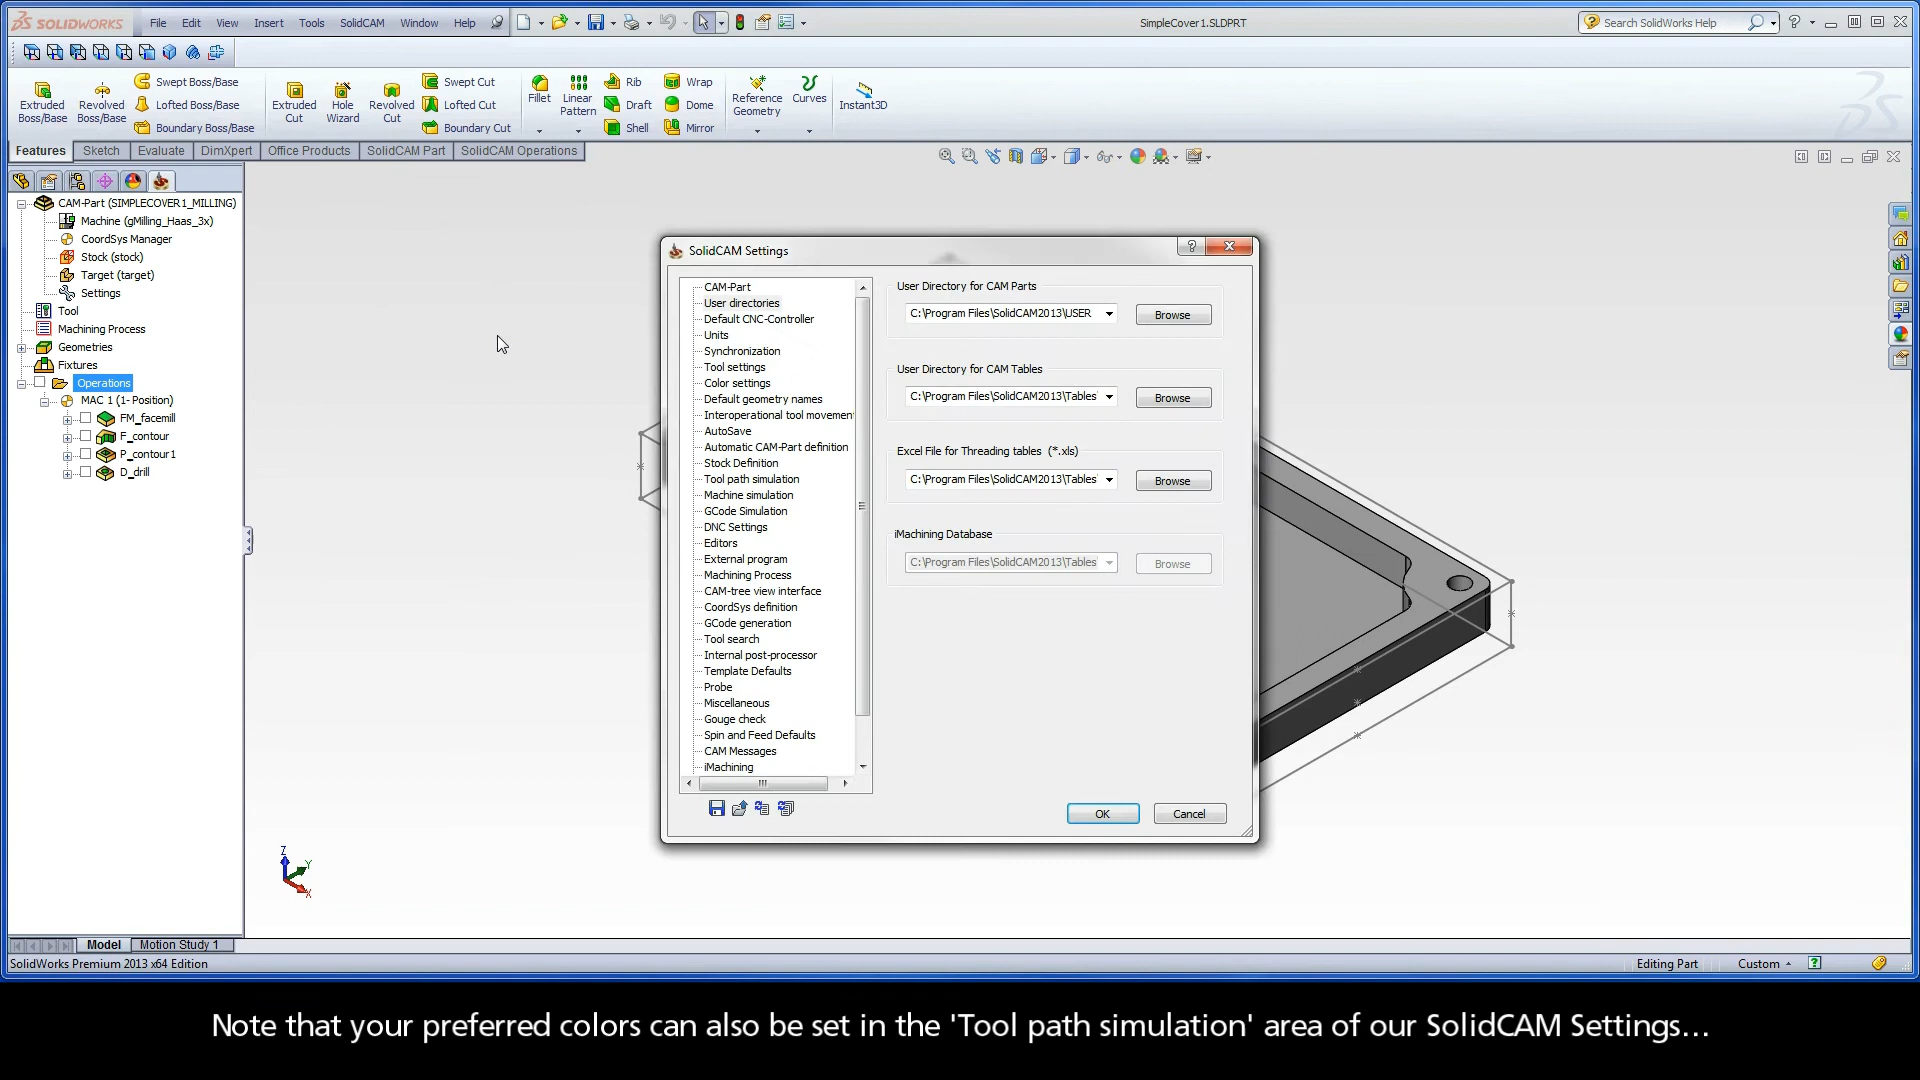 SOLIDWORKS File Edit View Insert Tools SolidCAM Window Help SimpleCover1.SLDPRT Search SolidWorks Help
Extruded Boss/Base
Revolved Boss/Base
Swept Boss/Base
Lofted Boss/Base
Boundary Boss/Base
Extruded Cut
Hole Wizard
Revolved Cut
Swept Cut
Lofted Cut
Boundary Cut
Fillet
Linear Pattern
Rib
Draft
Shell
Wrap
Dome
Mirror
Reference Geometry
Curves
Instant3D
Features Sketch Evaluate DimXpert Office Products SolidCAM Part SolidCAM Operations
CAM-Part (SIMPLECOVER1_MILLING)
Machine (gMilling_Haas_3x)
CoordSys Manager
Stock (stock)
Target (target)
Settings
Tool
Machining Process
Geometries
Fixtures
Operations
MAC 1 (1- Position)
FM_facemill
F_contour
P_contour1
D_drill
SolidCAM Settings
CAM-Part
User directories
Default CNC-Controller
Units
Synchronization
Tool settings
Color settings
Default geometry names
Interoperational tool movemen
AutoSave
Automatic CAM-Part definition
Stock Definition
Tool path simulation
Machine simulation
GCode Simulation
DNC Settings
Editors
External program
Machining Process
CAM-tree view interface
CoordSys definition
GCode generation
Tool search
Internal post-processor
Template Defaults
Probe
Miscellaneous
Gouge check
Spin and Feed Defaults
CAM Messages
iMachining
User Directory for CAM Parts
C:\Program Files\SolidCAM2013\USER Browse
User Directory for CAM Tables
C:\Program Files\SolidCAM2013\Tables Browse
Excel File for Threading tables (*.xls)
C:\Program Files\SolidCAM2013\Tables Browse
iMachining Database
C:\Program Files\SolidCAM2013\Tables Browse
OK Cancel
Z
Y
X
Model Motion Study 1
SolidWorks Premium 2013 x64 Edition Editing Part Custom
Note that your preferred colors can also be set in the 'Tool path simulation' area of our SolidCAM Settings...